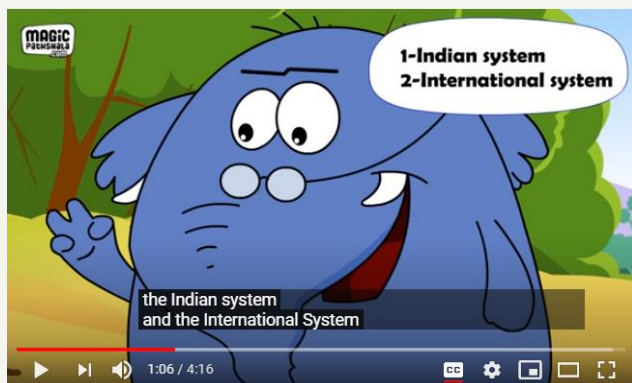 MAGIC
PATHSHALA
.COM
1-Indian system
2-International system
the Indian system
and the International System
1:06 / 4:16
CC